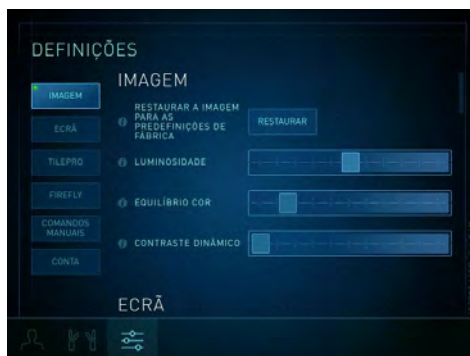 DEFINIÇÕES
IMAGEM
ECRÃ
TILEPRO
FIREFLY
COMANDOS
MANUAIS
CONTA
IMAGEM
RESTAURAR A IMAGEM
PARA AS
PREDEFINIÇÕES DE
FÁBRICA
RESTAURAR
LUMINOSIDADE
EQUILÍBRIO COR
CONTRASTE DINÂMICO
ECRÃ